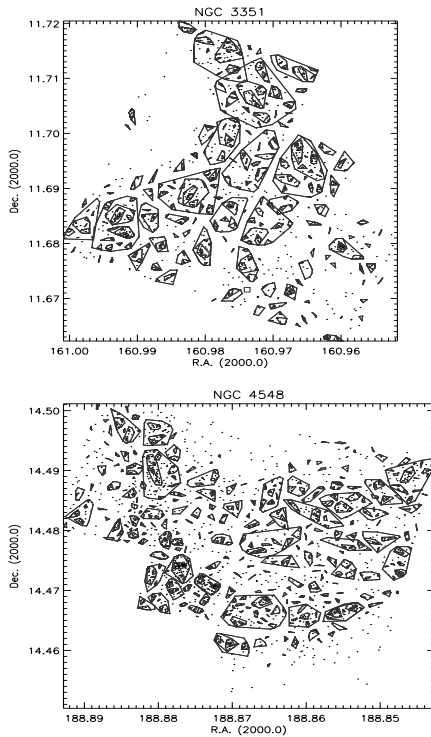 NGC 3351
11.72
11.71
11.70
11.69
11.68
11.67
Dec. (2000.0)
161.00 160.99 160.98 160.97 160.96
R.A. (2000.0)
NGC 4548
14.50
14.49
14.48
14.47
14.46
Dec. (2000.0)
188.89 188.88 188.87 188.86 188.85
R.A. (2000.0)